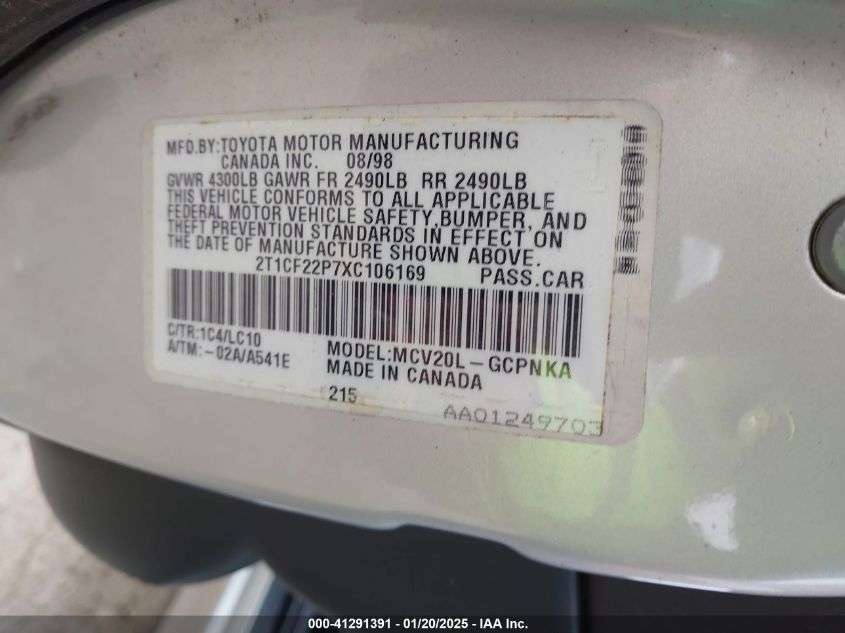 MFD.BY:TOYOTA MOTOR MANUFACTURING
CANADA INC. 08/98
GVWR 4300LB GAWR FR 2490LB RR 2490LB
THIS VEHICLE CONFORMS TO ALL APPLICABLE
FEDERAL MOTOR VEHICLE SAFETY,BUMPER, AND
THEFT PREVENTION STANDARDS IN EFFECT ON
THE DATE OF MANUFACTURE SHOWN ABOVE.
2T1CF22P7XC106169 PASS.CAR
C/TR:1C4/LC10
A/TM:-02A/A541E
MODEL:MCV20L-GCPNKA
MADE IN CANADA
215
AA01249703
000-41291391 | 01/20/2025 | IAA Inc.